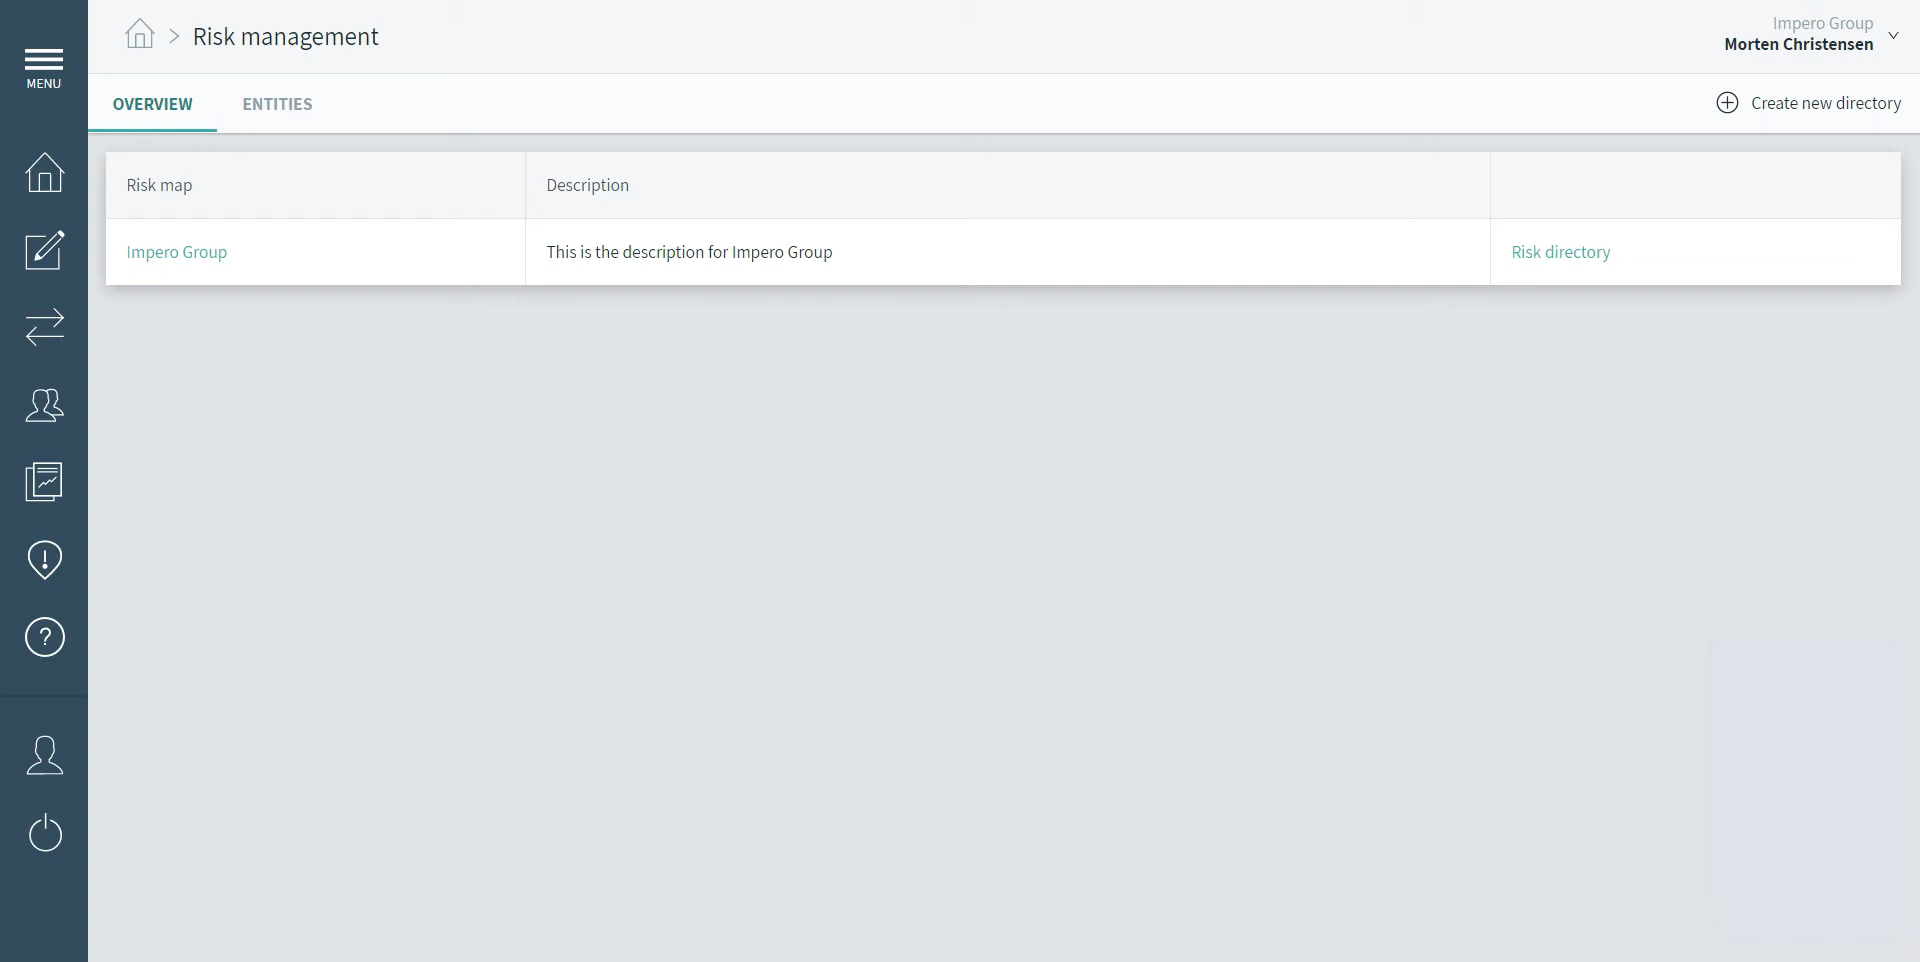 MENU
Risk management
Impero Group
Morten Christensen
OVERVIEW
ENTITIES
Create new directory
Risk map
Description
Impero Group
This is the description for Impero Group
Risk directory